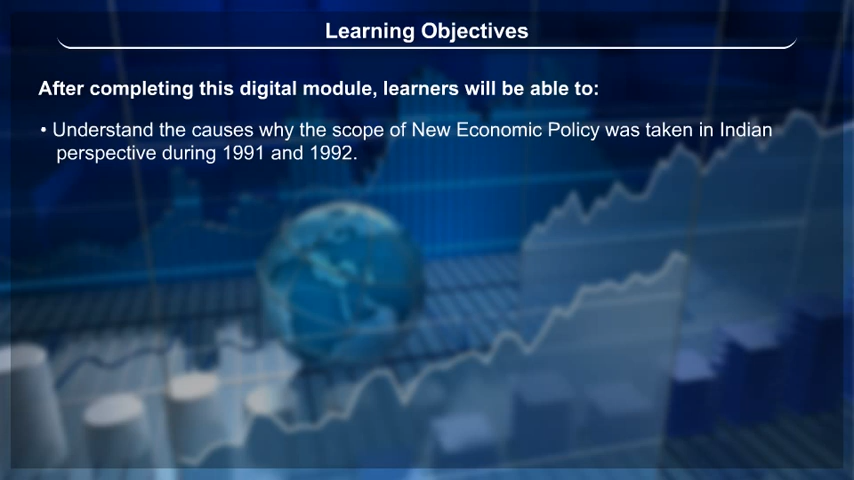 Learning Objectives
After completing this digital module, learners will be able to:
• Understand the causes why the scope of New Economic Policy was taken in Indian
perspective during 1991 and 1992.